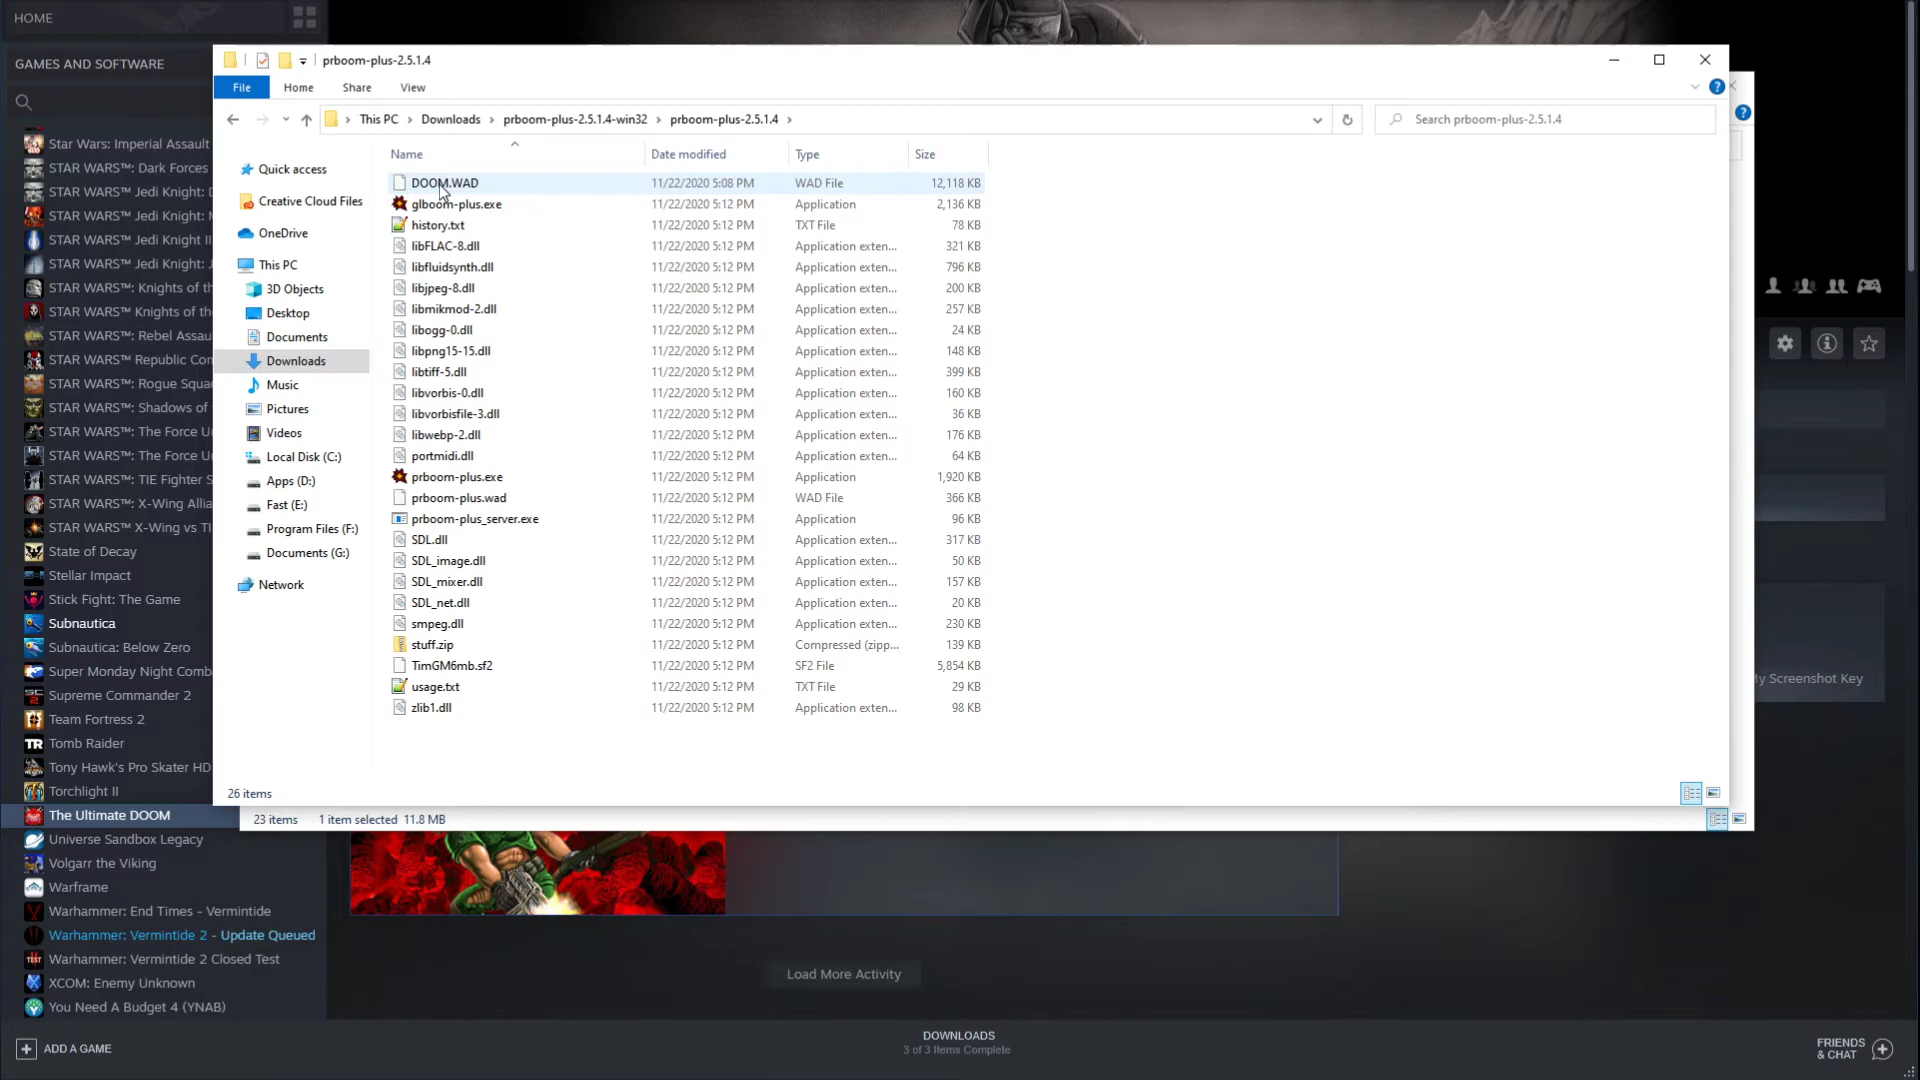 HOME
GAMES AND SOFTWARE
Star Wars: Imperial Assault
STAR WARS™: Dark Forces
STAR WARS™ Jedi Knight: D
STAR WARS™ Jedi Knight: M
STAR WARS™ Jedi Knight II
STAR WARS™ Jedi Knight: J
STAR WARS™: Knights of th
STAR WARS™ Knights of the
STAR WARS™: Rebel Assau
STAR WARS™ Republic Con
STAR WARS™: Rogue Squa
STAR WARS™: Shadows of
STAR WARS™: The Force U
STAR WARS™: The Force U
STAR WARS™: TIE Fighter S
STAR WARS™: X-Wing Allia
STAR WARS™ X-Wing vs TI
State of Decay
Stellar Impact
Stick Fight: The Game
Subnautica
Subnautica: Below Zero
Super Monday Night Comb
Supreme Commander 2
Team Fortress 2
Tomb Raider
Tony Hawk's Pro Skater HD
Torchlight II
The Ultimate DOOM
Universe Sandbox Legacy
Volgarr the Viking
Warframe
Warhammer: End Times - Vermintide
Warhammer: Vermintide 2 - Update Queued
Warhammer: Vermintide 2 Closed Test
XCOM: Enemy Unknown
You Need A Budget 4 (YNAB)
ADD A GAME
prboom-plus-2.5.1.4
File Home Share View
This PC > Downloads > prboom-plus-2.5.1.4-win32 > prboom-plus-2.5.1.4 >
Search prboom-plus-2.5.1.4
Quick access
Creative Cloud Files
OneDrive
This PC
3D Objects
Desktop
Documents
Downloads
Music
Pictures
Videos
Local Disk (C:)
Apps (D:)
Fast (E:)
Program Files (F:)
Documents (G:)
Network
Name Date modified Type Size
DOOM.WAD 11/22/2020 5:08 PM WAD File 12,118 KB
glboom-plus.exe 11/22/2020 5:12 PM Application 2,136 KB
history.txt 11/22/2020 5:12 PM TXT File 78 KB
libFLAC-8.dll 11/22/2020 5:12 PM Application exten... 321 KB
libfluidsynth.dll 11/22/2020 5:12 PM Application exten... 796 KB
libjpeg-8.dll 11/22/2020 5:12 PM Application exten... 200 KB
libmikmod-2.dll 11/22/2020 5:12 PM Application exten... 257 KB
libogg-0.dll 11/22/2020 5:12 PM Application exten... 24 KB
libpng15-15.dll 11/22/2020 5:12 PM Application exten... 148 KB
libtiff-5.dll 11/22/2020 5:12 PM Application exten... 399 KB
libvorbis-0.dll 11/22/2020 5:12 PM Application exten... 160 KB
libvorbisfile-3.dll 11/22/2020 5:12 PM Application exten... 36 KB
libwebp-2.dll 11/22/2020 5:12 PM Application exten... 176 KB
portmidi.dll 11/22/2020 5:12 PM Application exten... 64 KB
prboom-plus.exe 11/22/2020 5:12 PM Application 1,920 KB
prboom-plus.wad 11/22/2020 5:12 PM WAD File 366 KB
prboom-plus_server.exe 11/22/2020 5:12 PM Application 96 KB
SDL.dll 11/22/2020 5:12 PM Application exten... 317 KB
SDL_image.dll 11/22/2020 5:12 PM Application exten... 50 KB
SDL_mixer.dll 11/22/2020 5:12 PM Application exten... 157 KB
SDL_net.dll 11/22/2020 5:12 PM Application exten... 20 KB
smpeg.dll 11/22/2020 5:12 PM Application exten... 230 KB
stuff.zip 11/22/2020 5:12 PM Compressed (zipp... 139 KB
TimGM6mb.sf2 11/22/2020 5:12 PM SF2 File 5,854 KB
usage.txt 11/22/2020 5:12 PM TXT File 29 KB
zlib1.dll 11/22/2020 5:12 PM Application exten... 98 KB
26 items
23 items 1 item selected 11.8 MB
My Screenshot Key
Load More Activity
DOWNLOADS
3 of 3 Items Complete
FRIENDS
& CHAT